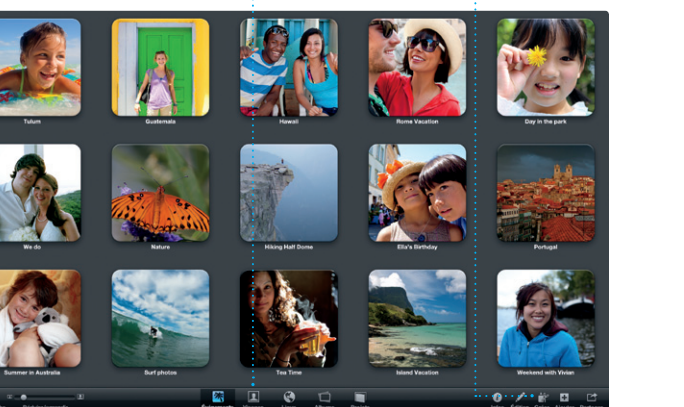 Tulum
Guatemala
Hawaii
Rome Vacation
Day in the park
We do
Nature
Hiking Half Dome
Ella's Birthday
Portugal
Summer in Australia
Surf photos
Tea Time
Island Vacation
Weekend with Vivian